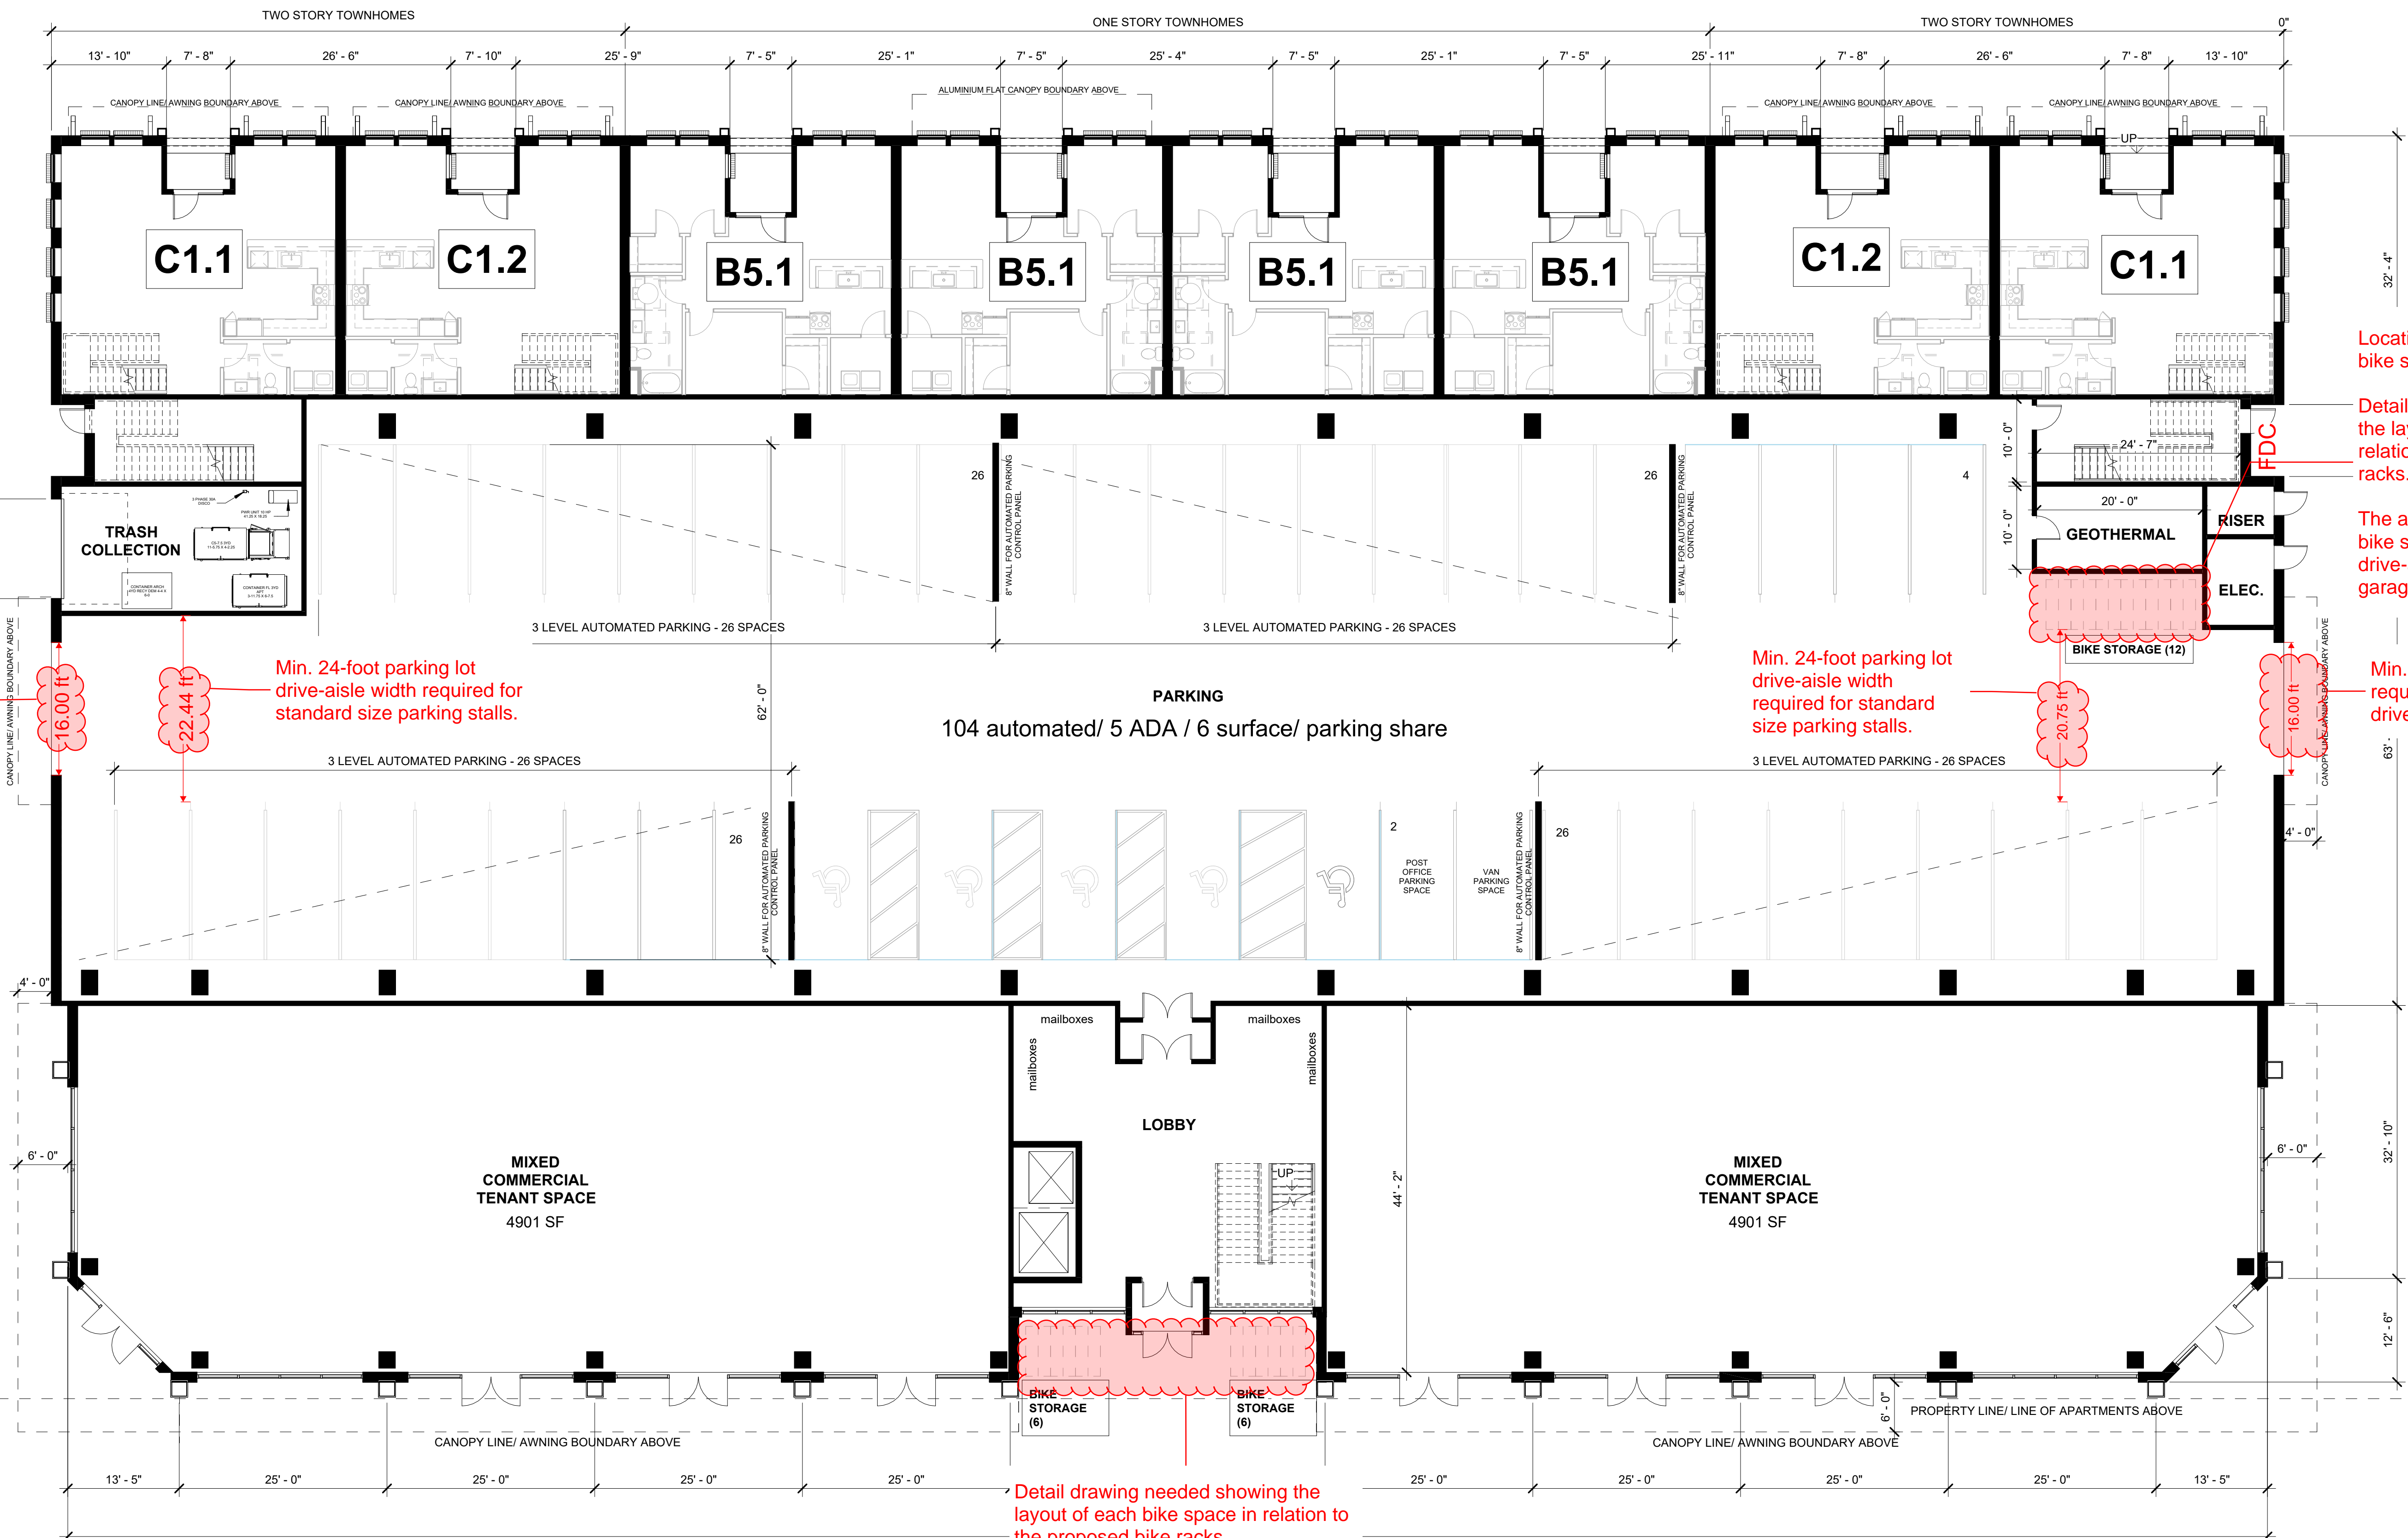 TWO STORY TOWNHOMES
ONE STORY TOWNHOMES
TWO STORY TOWNHOMES
0"
13' - 10"
7' - 8"
26' - 6"
7' - 10"
25' - 9"
7' - 5"
25' - 1"
7' - 5"
25' - 4"
7' - 5"
25' - 1"
7' - 5"
25' - 11"
7' - 8"
26' - 6"
7' - 8"
13' - 10"
CANOPY LINE/ AWNING BOUNDARY ABOVE
CANOPY LINE/ AWNING BOUNDARY ABOVE
ALUMINIUM FLAT CANOPY BOUNDARY ABOVE
CANOPY LINE/ AWNING BOUNDARY ABOVE
CANOPY LINE/ AWNING BOUNDARY ABOVE
UP
C1.1
C1.2
B5.1
B5.1
B5.1
B5.1
C1.2
C1.1
32' - 4"
Locati
bike s
Detail
the lay
relatio
racks.
The a
bike s
drive-
garag
FDC
10' - 0"
24' - 7"
20' - 0"
10' - 0"
GEOTHERMAL
RISER
ELEC.
BIKE STORAGE (12)
TRASH
COLLECTION
3 PHASE 30A
DISCO
PWR UNIT 10 HP
26
8" WALL FOR AUTOMATED PARKING
CONTROL PANEL
26
8" WALL FOR AUTOMATED PARKING
CONTROL PANEL
4
3 LEVEL AUTOMATED PARKING - 26 SPACES
3 LEVEL AUTOMATED PARKING - 26 SPACES
CANOPY LINE/ AWNING BOUNDARY ABOVE
16.00 ft
22.44 ft
Min. 24-foot parking lot
drive-aisle width required for
standard size parking stalls.
62' - 0"
PARKING
104 automated/ 5 ADA / 6 surface/ parking share
Min. 24-foot parking lot
drive-aisle width
required for standard
size parking stalls.
20.75 ft
16.00 ft
CANOPY LINE/ AWNING BOUNDARY ABOVE
Min.
requ
drive
63' -
3 LEVEL AUTOMATED PARKING - 26 SPACES
3 LEVEL AUTOMATED PARKING - 26 SPACES
26
8" WALL FOR AUTOMATED PARKING
CONTROL PANEL
2
POST
OFFICE
PARKING
SPACE
VAN
PARKING
SPACE
8" WALL FOR AUTOMATED PARKING
CONTROL PANEL
26
4' - 0"
4' - 0"
mailboxes
mailboxes
mailboxes
mailboxes
LOBBY
UP
44' - 2"
6' - 0"
MIXED
COMMERCIAL
TENANT SPACE
4901 SF
MIXED
COMMERCIAL
TENANT SPACE
4901 SF
6' - 0"
32' - 10"
12' - 6"
BIKE
STORAGE
(6)
BIKE
STORAGE
(6)
6' - 0"
PROPERTY LINE/ LINE OF APARTMENTS ABOVE
CANOPY LINE/ AWNING BOUNDARY ABOVE
CANOPY LINE/ AWNING BOUNDARY ABOVE
13' - 5"
25' - 0"
25' - 0"
25' - 0"
25' - 0"
25' - 0"
25' - 0"
25' - 0"
25' - 0"
13' - 5"
Detail drawing needed showing the
layout of each bike space in relation to
the proposed bike racks